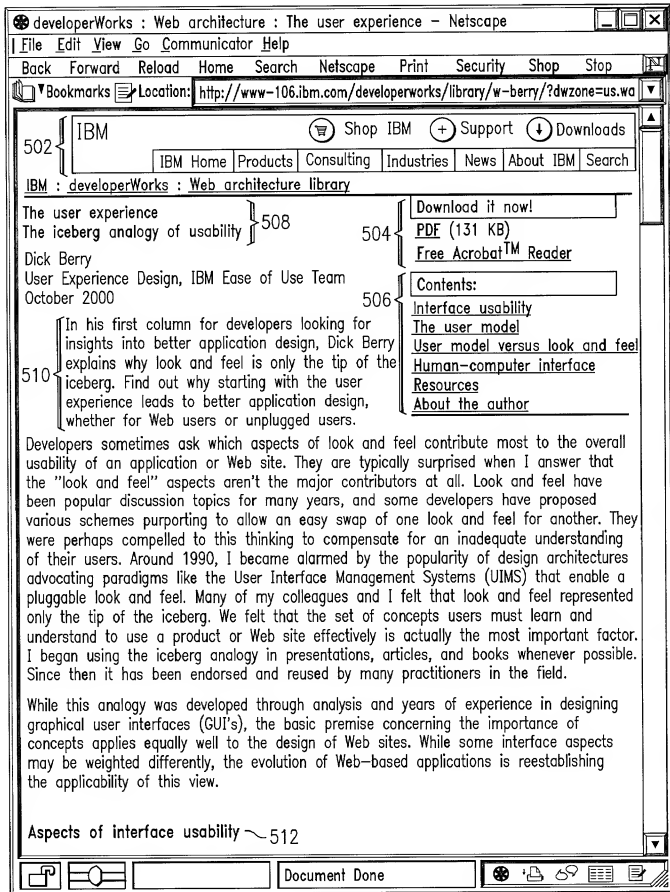 developerWorks : Web architecture : The user experience – Netscape
File Edit View Go Communicator Help
Back Forward Reload Home Search Netscape Print Security Shop Stop
Bookmarks Location: http://www-106.ibm.com/developerworks/library/w-berry/?dwzone=us.wa
502 IBM Shop IBM Support Downloads
IBM Home Products Consulting Industries News About IBM Search
IBM : developerWorks : Web architecture library
The user experience
The iceberg analogy of usability
508
Dick Berry
User Experience Design, IBM Ease of Use Team
October 2000
504
Download it now!
PDF (131 KB)
Free Acrobat™ Reader
506
Contents:
Interface usability
The user model
User model versus look and feel
Human-computer interface
Resources
About the author
510
In his first column for developers looking for
insights into better application design, Dick Berry
explains why look and feel is only the tip of the
iceberg. Find out why starting with the user
experience leads to better application design,
whether for Web users or unplugged users.
Developers sometimes ask which aspects of look and feel contribute most to the overall
usability of an application or Web site. They are typically surprised when I answer that
the "look and feel" aspects aren't the major contributors at all. Look and feel have
been popular discussion topics for many years, and some developers have proposed
various schemes purporting to allow an easy swap of one look and feel for another. They
were perhaps compelled to this thinking to compensate for an inadequate understanding
of their users. Around 1990, I became alarmed by the popularity of design architectures
advocating paradigms like the User Interface Management Systems (UIMS) that enable a
pluggable look and feel. Many of my colleagues and I felt that look and feel represented
only the tip of the iceberg. We felt that the set of concepts users must learn and
understand to use a product or Web site effectively is actually the most important factor.
I began using the iceberg analogy in presentations, articles, and books whenever possible.
Since then it has been endorsed and reused by many practitioners in the field.
While this analogy was developed through analysis and years of experience in designing
graphical user interfaces (GUI's), the basic premise concerning the importance of
concepts applies equally well to the design of Web sites. While some interface aspects
may be weighted differently, the evolution of Web-based applications is reestablishing
the applicability of this view.
Aspects of interface usability 512
Document Done